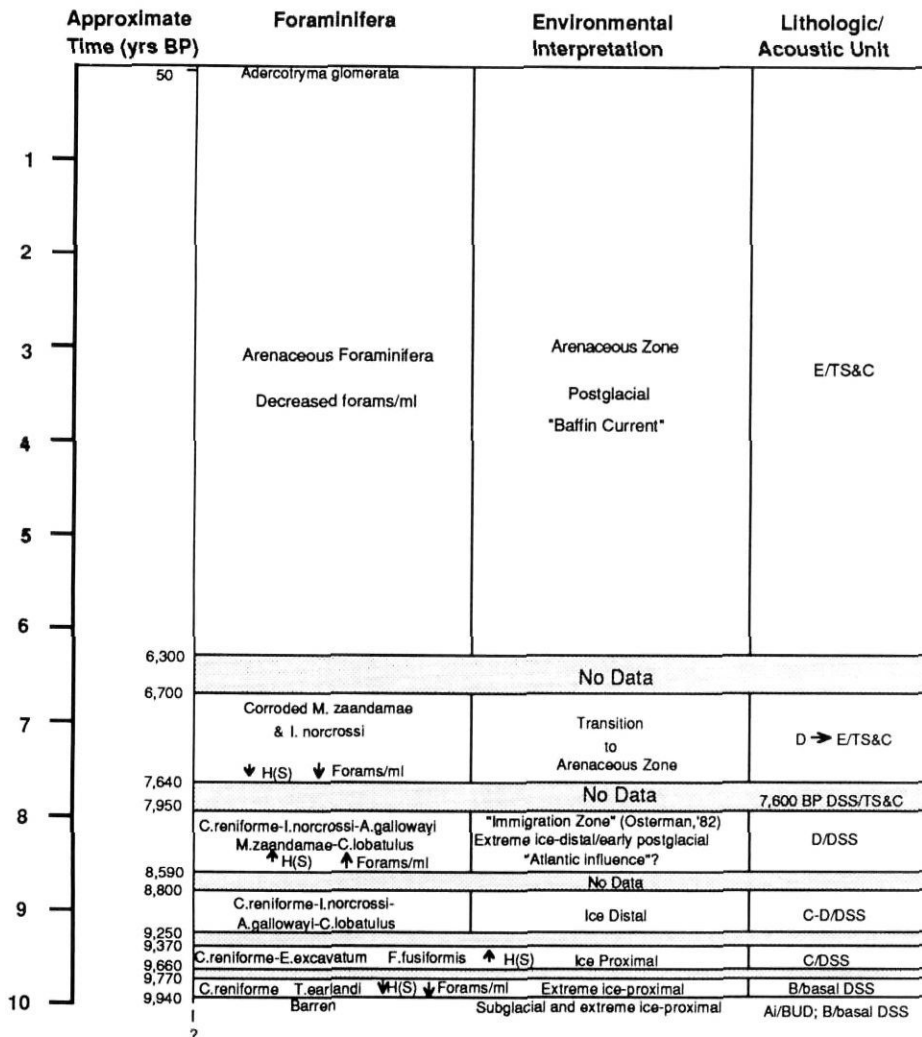 Approximate Time (yrs BP)
Foraminifera
Environmental Interpretation
Lithologic/ Acoustic Unit
50
Adercotryma glomerata
1
2
3
4
5
6
7
8
9
10
Arenaceous Foraminifera
Decreased forams/ml
Arenaceous Zone
Postglacial
"Baffin Current"
E/TS&C
6,300
No Data
6,700
Corroded M. zaandamae
& I. norcrossi
↓ H(S) ↓ Forams/ml
Transition
to
Arenaceous Zone
D → E/TS&C
7,640
No Data
7,600 BP DSS/TS&C
7,950
C.reniforme-I.norcrossi-A.gallowayi
M.zaandamae-C.lobatulus
↑ H(S) ↑ Forams/ml
"Immigration Zone" (Osterman,'82)
Extreme ice-distal/early postglacial
"Atlantic influence"?
D/DSS
8,590
No Data
8,800
C.reniforme-I.norcrossi-
A.gallowayi-C.lobatulus
Ice Distal
C-D/DSS
9,250
9,370
C.reniforme-E.excavatum F.fusiformis ↑ H(S)
Ice Proximal
C/DSS
9,660
9,770
C.reniforme T.earlandi ↓H(S) ↓Forams/ml
Extreme ice-proximal
B/basal DSS
9,940
Barren
Subglacial and extreme ice-proximal
Ai/BUD; B/basal DSS
?